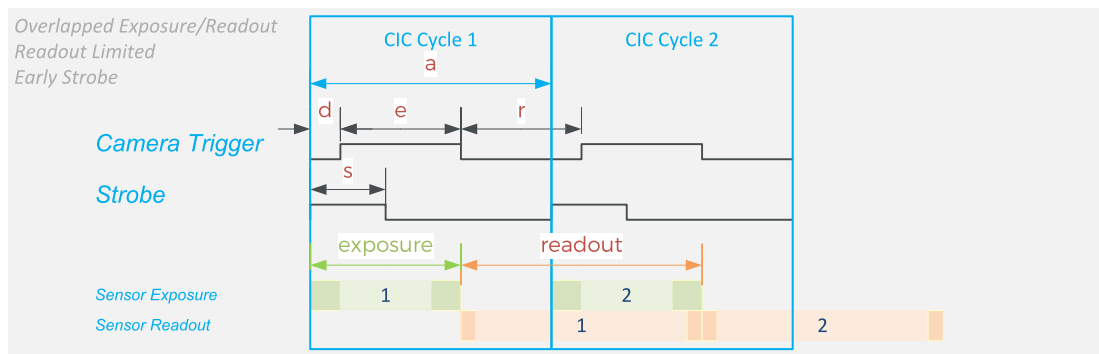 Overlapped Exposure/Readout
Readout Limited
Early Strobe
CIC Cycle 1
CIC Cycle 2
a
d
e
r
Camera Trigger
s
Strobe
exposure
readout
Sensor Exposure
1
2
Sensor Readout
1
2